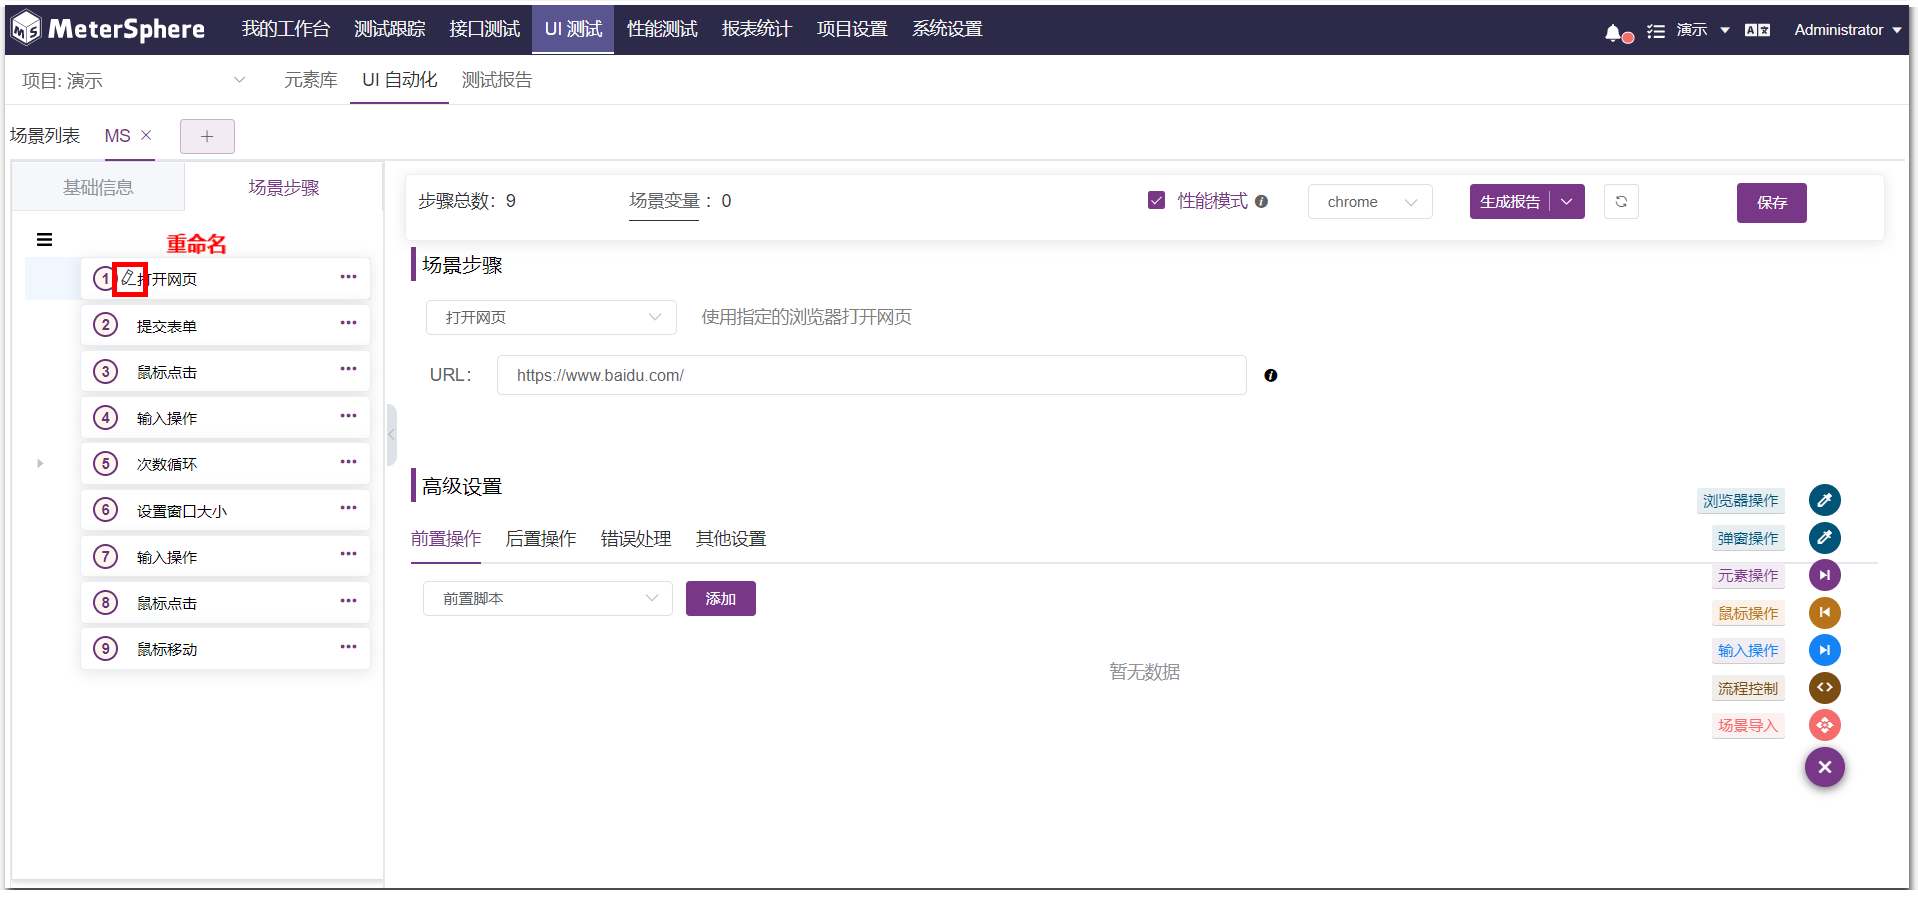 MeterSphere 我的工作台 测试跟踪 接口测试 UI 测试 性能测试 报表统计 项目设置 系统设置 演示 Administrator
项目: 演示 元素库 UI 自动化 测试报告
场景列表 MS +
基础信息 场景步骤
步骤总数: 9 场景变量 : 0 性能模式 chrome 生成报告 保存
重命名
1 打开网页
2 提交表单
3 鼠标点击
4 输入操作
5 次数循环
6 设置窗口大小
7 输入操作
8 鼠标点击
9 鼠标移动
场景步骤
打开网页 使用指定的浏览器打开网页
URL: https://www.baidu.com/
高级设置
前置操作 后置操作 错误处理 其他设置
前置脚本 添加
暂无数据
浏览器操作
弹窗操作
元素操作
鼠标操作
输入操作
流程控制
场景导入